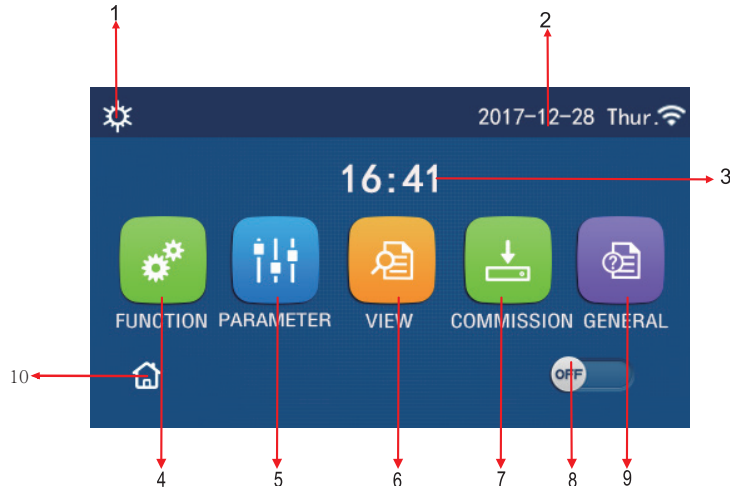 1
2
2017-12-28 Thur.
16:41
3
FUNCTION PARAMETER VIEW COMMISSION GENERAL
10
OFF
4 5 6 7 8 9